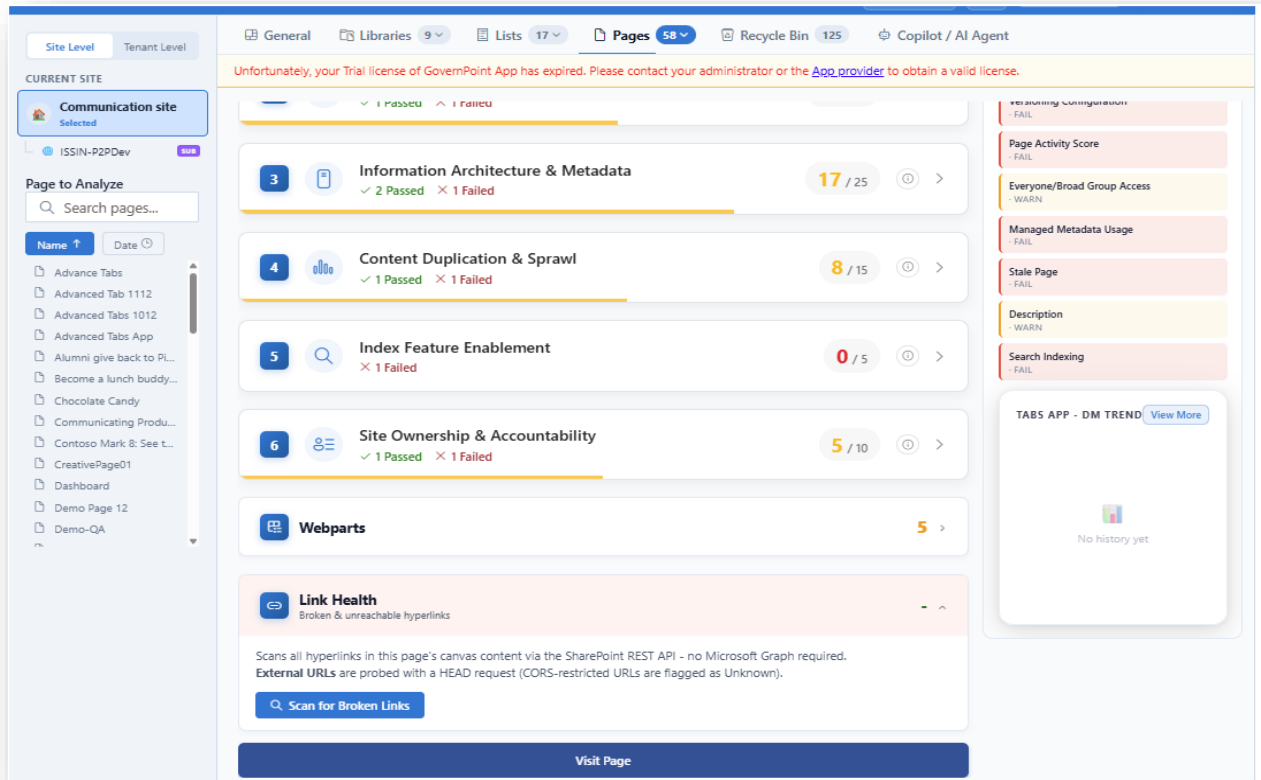 Site Level
Tenant Level
CURRENT SITE
Communication site
Selected
ISSIN-P2PDev
SUB
Page to Analyze
Search pages...
Name ↑
Date
Advance Tabs
Advanced Tab 1112
Advanced Tabs 1012
Advanced Tabs App
Alumni give back to Pi...
Become a lunch buddy...
Chocolate Candy
Communicating Produ...
Contoso Mark 8: See t...
CreativePage01
Dashboard
Demo Page 12
Demo-QA
General
Libraries 9
Lists 17
Pages 58
Recycle Bin 125
Copilot / AI Agent
Unfortunately, your Trial license of GovernPoint App has expired. Please contact your administrator or the App provider to obtain a valid license.
✓ 1 Passed ✕ 1 Failed
3
Information Architecture & Metadata
✓ 2 Passed ✕ 1 Failed
17 / 25
4
Content Duplication & Sprawl
✓ 1 Passed ✕ 1 Failed
8 / 15
5
Index Feature Enablement
✕ 1 Failed
0 / 5
6
Site Ownership & Accountability
✓ 1 Passed ✕ 1 Failed
5 / 10
Webparts
5
Link Health
Broken & unreachable hyperlinks
-
Scans all hyperlinks in this page's canvas content via the SharePoint REST API - no Microsoft Graph required.
External URLs are probed with a HEAD request (CORS-restricted URLs are flagged as Unknown).
Scan for Broken Links
Visit Page
Versioning Configuration
- FAIL
Page Activity Score
- FAIL
Everyone/Broad Group Access
- WARN
Managed Metadata Usage
- FAIL
Stale Page
- FAIL
Description
- WARN
Search Indexing
- FAIL
TABS APP - DM TREND
View More
No history yet